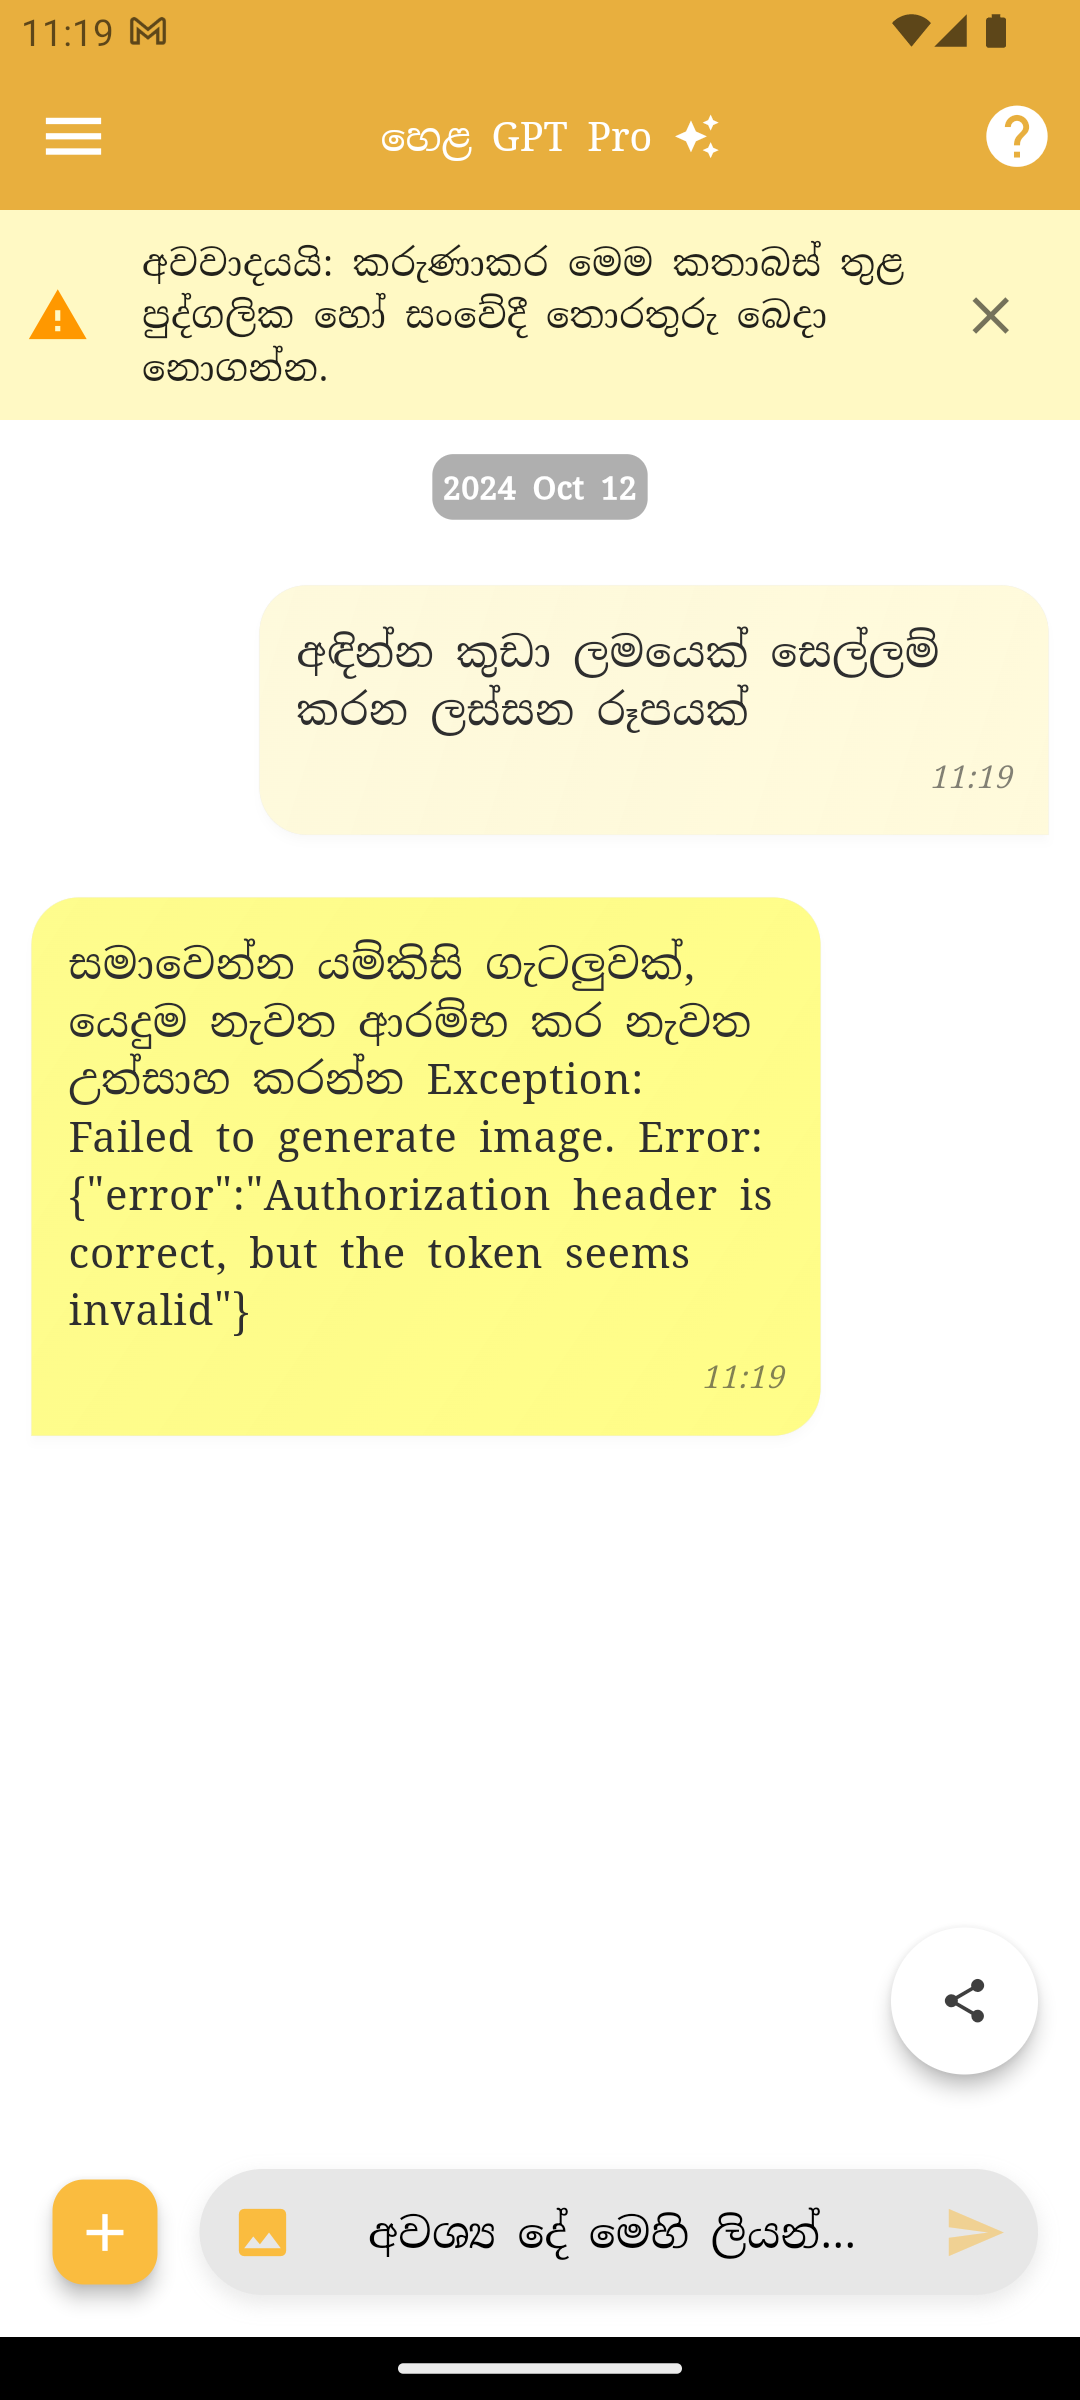 11:19
හෙළ GPT Pro
අවවාදයයි: කරුණාකර මෙම කතාබස් තුළ
පුද්ගලික හෝ සංවේදී තොරතුරු බෙදා
නොගන්න.
2024 Oct 12
අඳින්න කුඩා ලමයෙක් සෙල්ලම්
කරන ලස්සන රූපයක්
11:19
සමාවෙන්න යම්කිසි ගැටලුවක්,
යෙදුම නැවත ආරම්භ කර නැවත
උත්සාහ කරන්න Exception:
Failed to generate image. Error:
{"error":"Authorization header is
correct, but the token seems
invalid"}
11:19
අවශ්‍ය දේ මෙහි ලියන්...